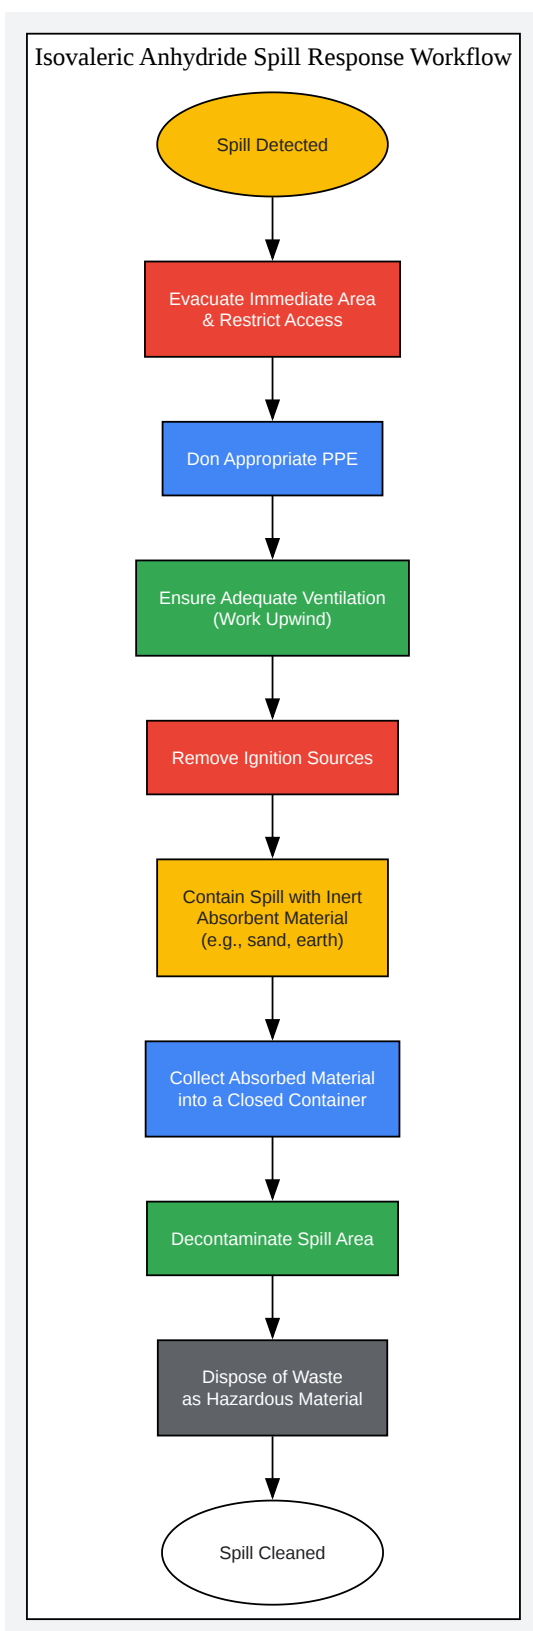 Isovaleric Anhydride Spill Response Workflow
Spill Detected
Evacuate Immediate Area
& Restrict Access
Don Appropriate PPE
Ensure Adequate Ventilation
(Work Upwind)
Remove Ignition Sources
Contain Spill with Inert
Absorbent Material
(e.g., sand, earth)
Collect Absorbed Material
into a Closed Container
Decontaminate Spill Area
Dispose of Waste
as Hazardous Material
Spill Cleaned